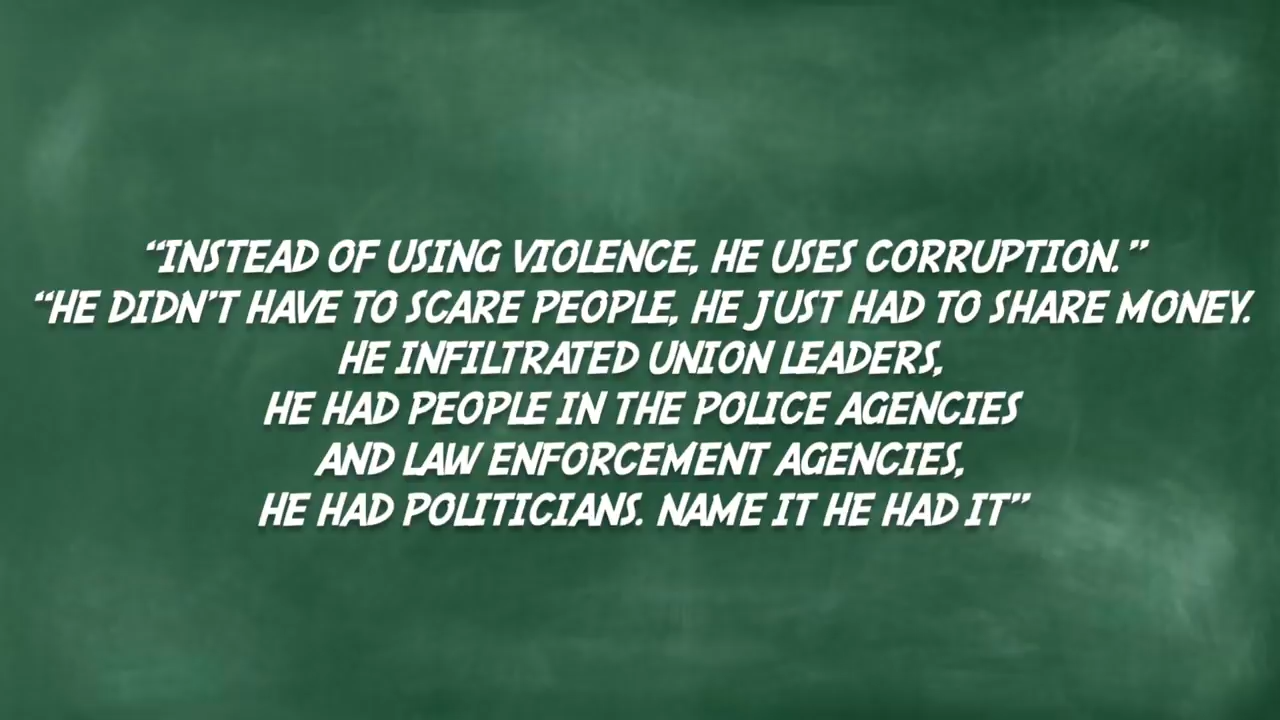 “INSTEAD OF USING VIOLENCE, HE USES CORRUPTION.”
“HE DIDN’T HAVE TO SCARE PEOPLE, HE JUST HAD TO SHARE MONEY.
HE INFILTRATED UNION LEADERS,
HE HAD PEOPLE IN THE POLICE AGENCIES
AND LAW ENFORCEMENT AGENCIES,
HE HAD POLITICIANS. NAME IT HE HAD IT”